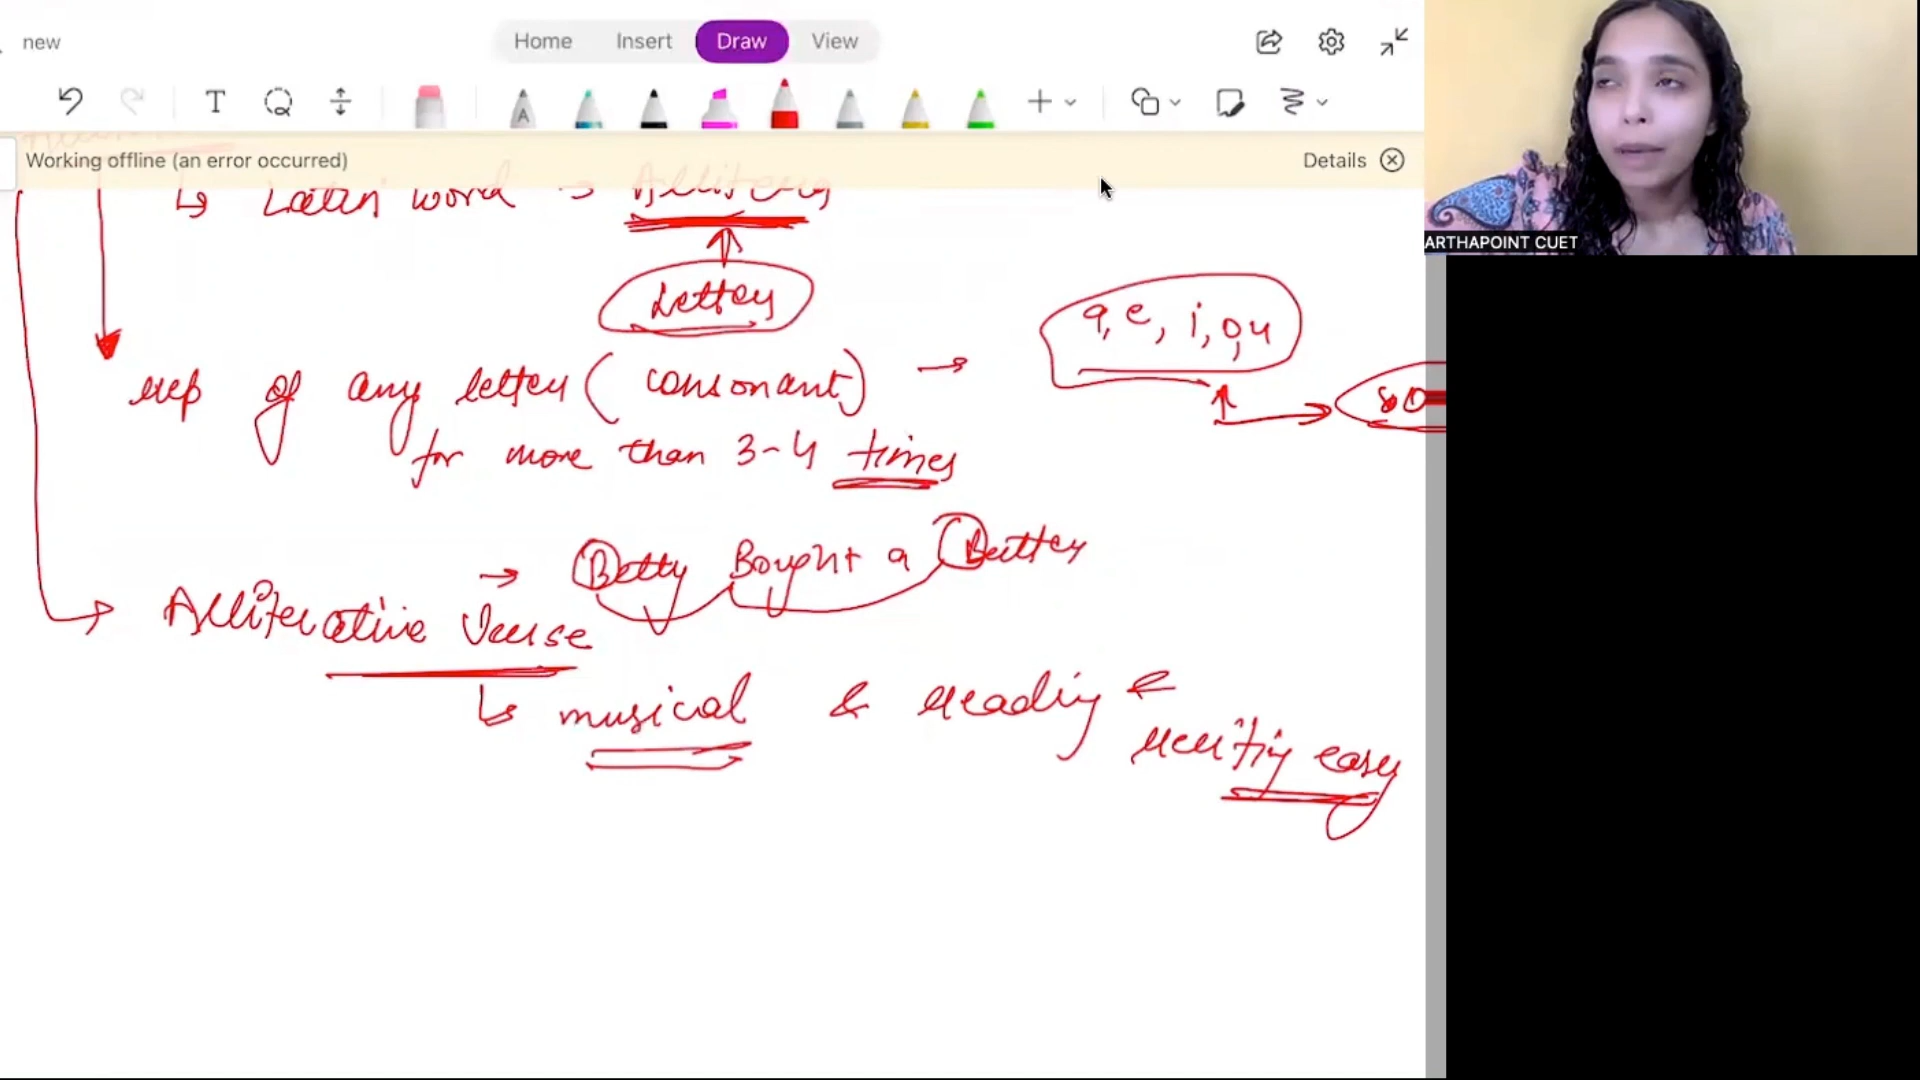 new
Home Insert Draw View
Working offline (an error occurred)
Details
ARTHAPOINT CUET
Latin word →
Letter
a, e, i, o, u
rep of any letter (consonant) →
for more than 3-4 times
→ Betty Bought a Butter
Alliterative Verse
musical & reading &
reciting easy